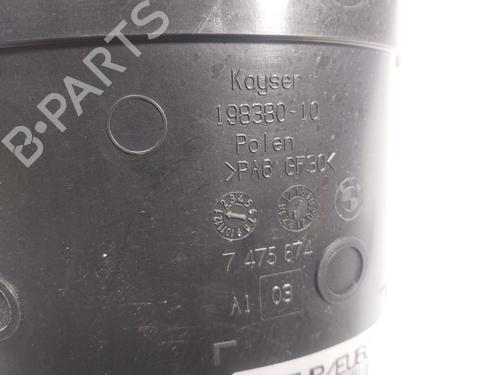 Kayser
198380-10
Polen
>PA6 GF30<
7 475 674
A1 03
B-PARTS